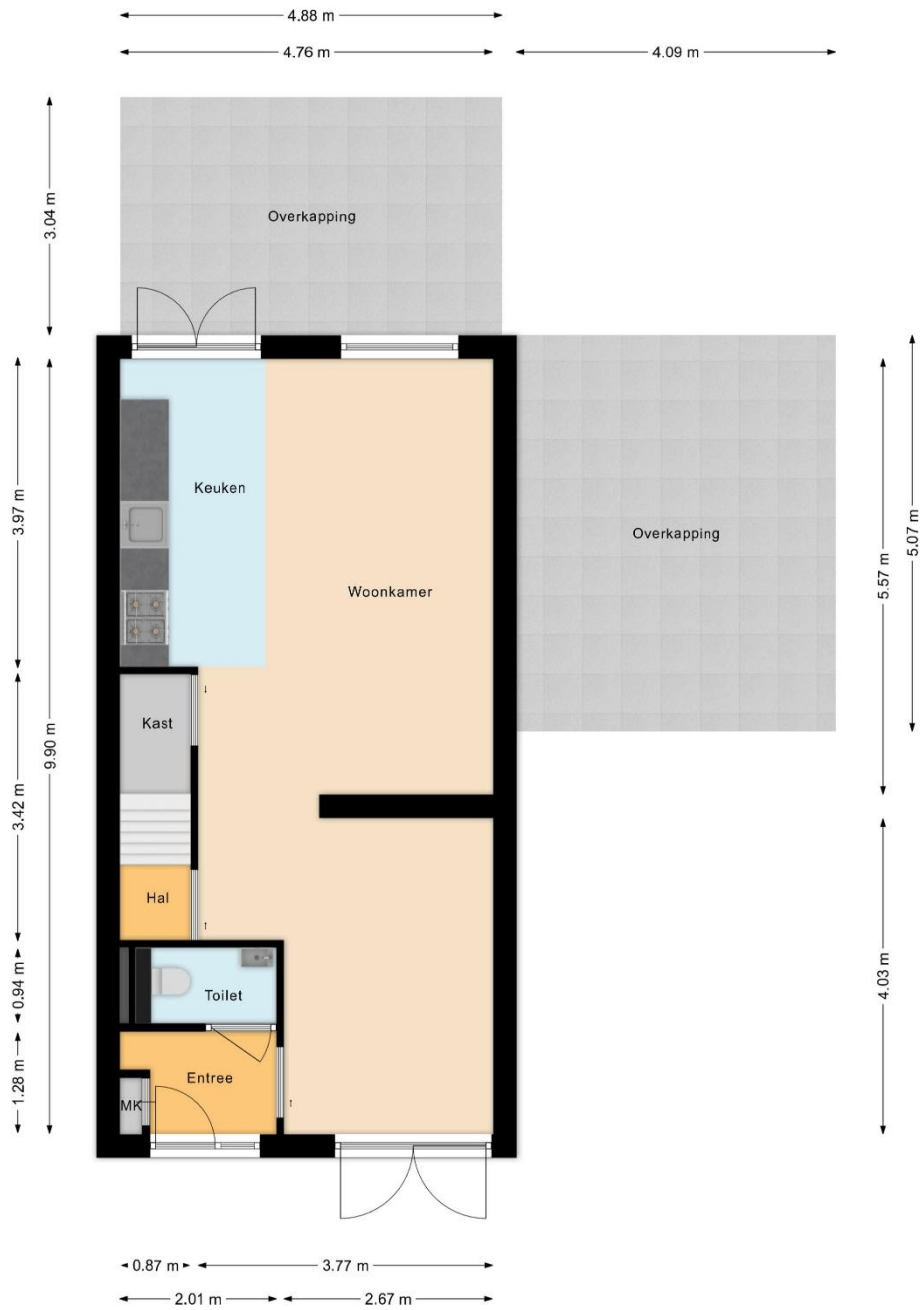 4.88 m
4.76 m
4.09 m
3.04 m
Overkapping
Keuken
3.97 m
Overkapping
5.07 m
5.57 m
Woonkamer
Kast
9.90 m
3.42 m
Hal
0.94 m
Toilet
4.03 m
Entree
1.28 m
MK
0.87 m
3.77 m
2.01 m
2.67 m